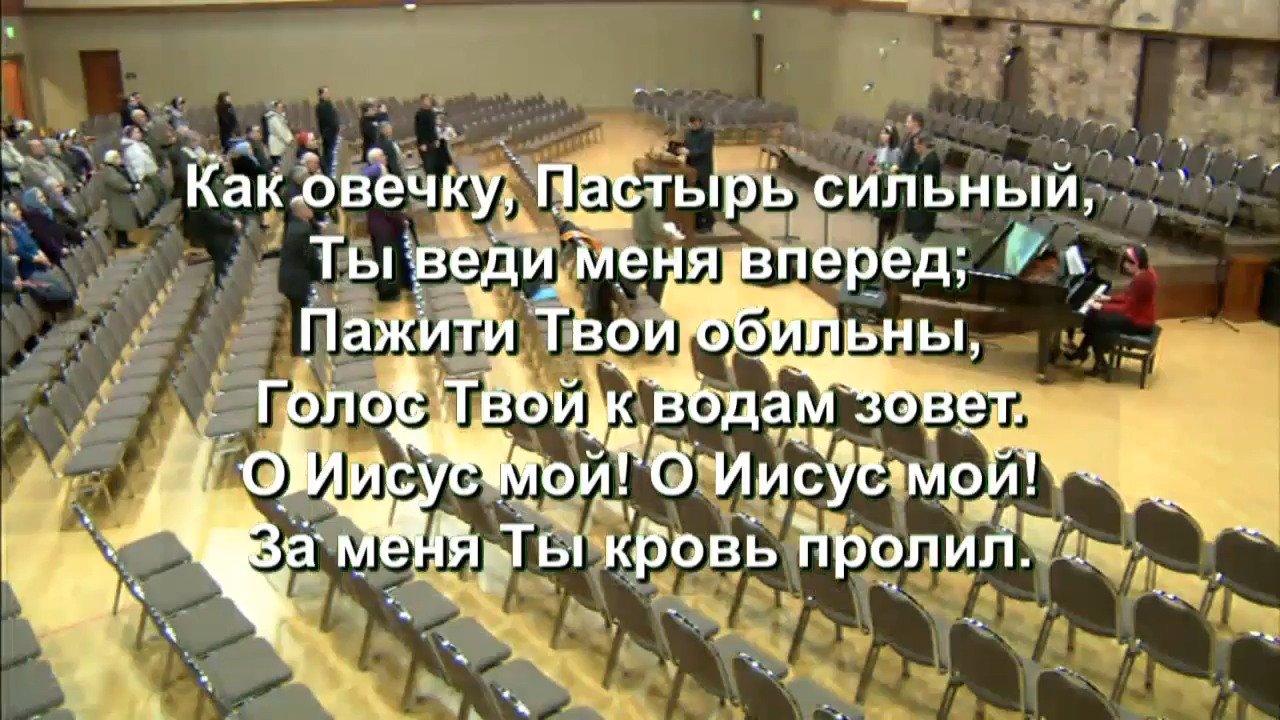 Как овечку, Пастырь сильный,
Ты веди меня вперед;
Пажити Твои обильны,
Голос Твой к водам зовет.
О Иисус мой! О Иисус мой!
За меня Ты кровь пролил.